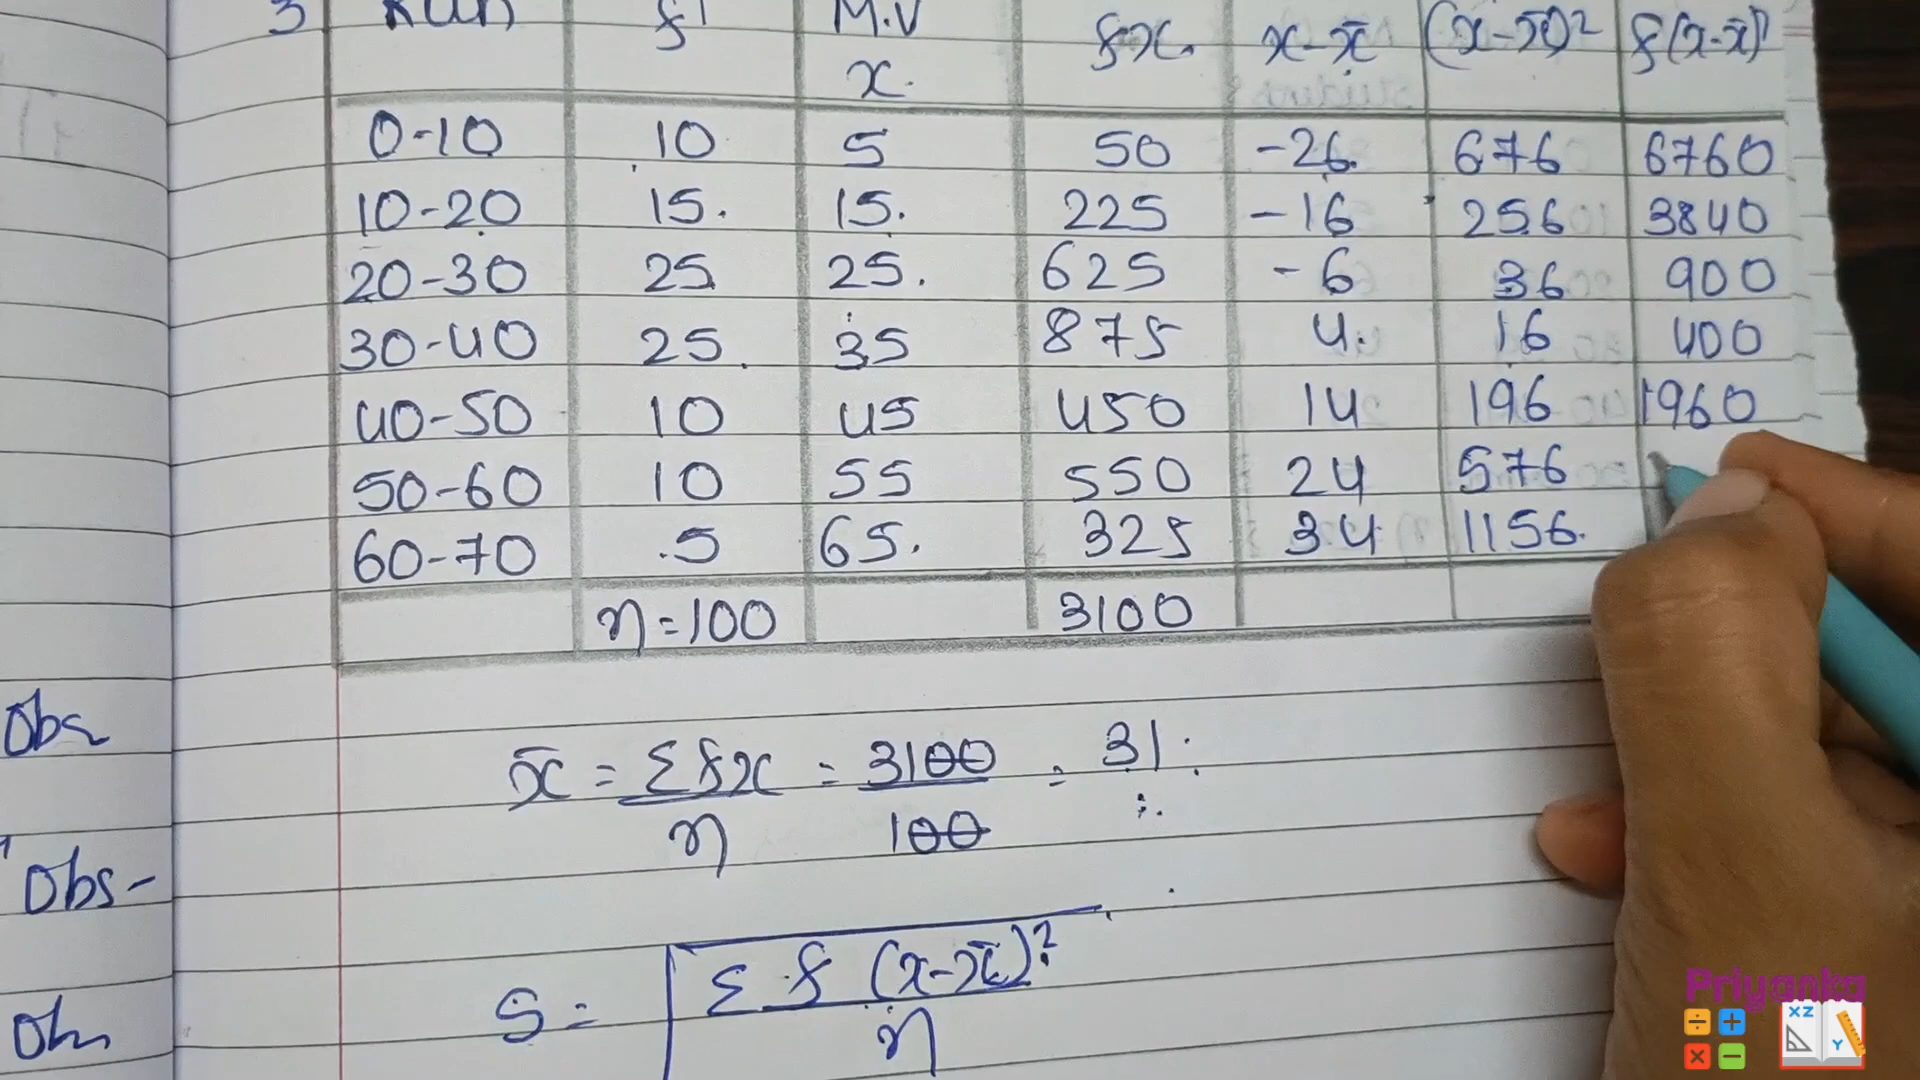 3 Run f M.V fx. x-x̄ (x-x̄)² f(x-x̄)²
x.
0-10 10 5 50 -26. 676 6760
10-20 15. 15. 225 -16 256 3840
20-30 25 25. 625 -6 36 900
30-40 25. 35 875 4. 16 400
40-50 10 45 450 14 196 1960
50-60 10 55 550 24 576
60-70 .5 65. 325 34 1156.
n=100 3100
Obs
x̄ = Σfx = 3100 = 31.
n 100
Obs-
S = √Σ f (x-x̄)²
n
Priyanka
XZ
Y